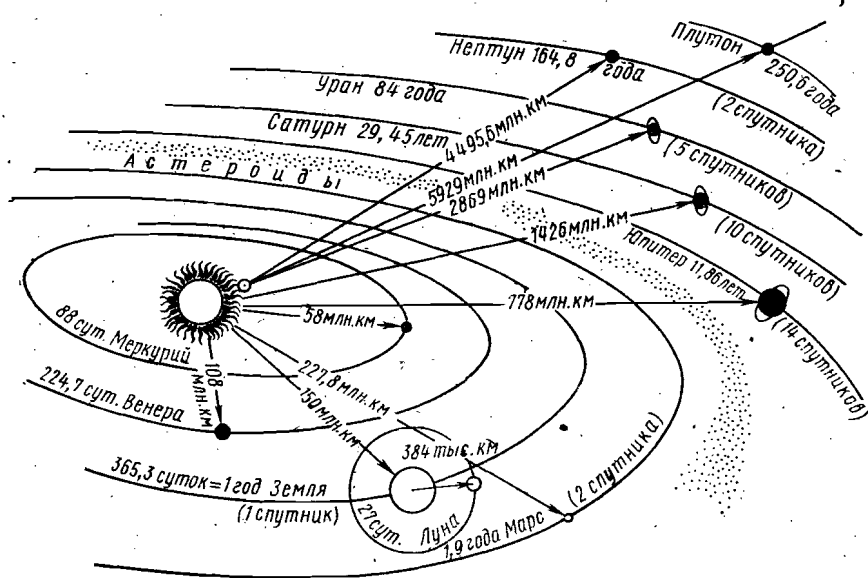 Нептун 164,8 года
(2 спутника)
Плутон
250,6 года
Уран 84 года
(5 спутников)
Сатурн 29,45 лет
(10 спутников)
Астероиды
4495,6 млн.км
5929 млн.км
2869 млн.км
1426 млн.км
Юпитер 11,86 лет
(14 спутников)
778 млн.км
58 млн.км
88 сут. Меркурий
108 млн.км
227,8 млн.км
150 млн.км
224,7 сут. Венера
384 тыс.км
365,3 суток=1 год Земля
(1 спутник)
27 сут. Луна
1,9 года Марс
(2 спутника)